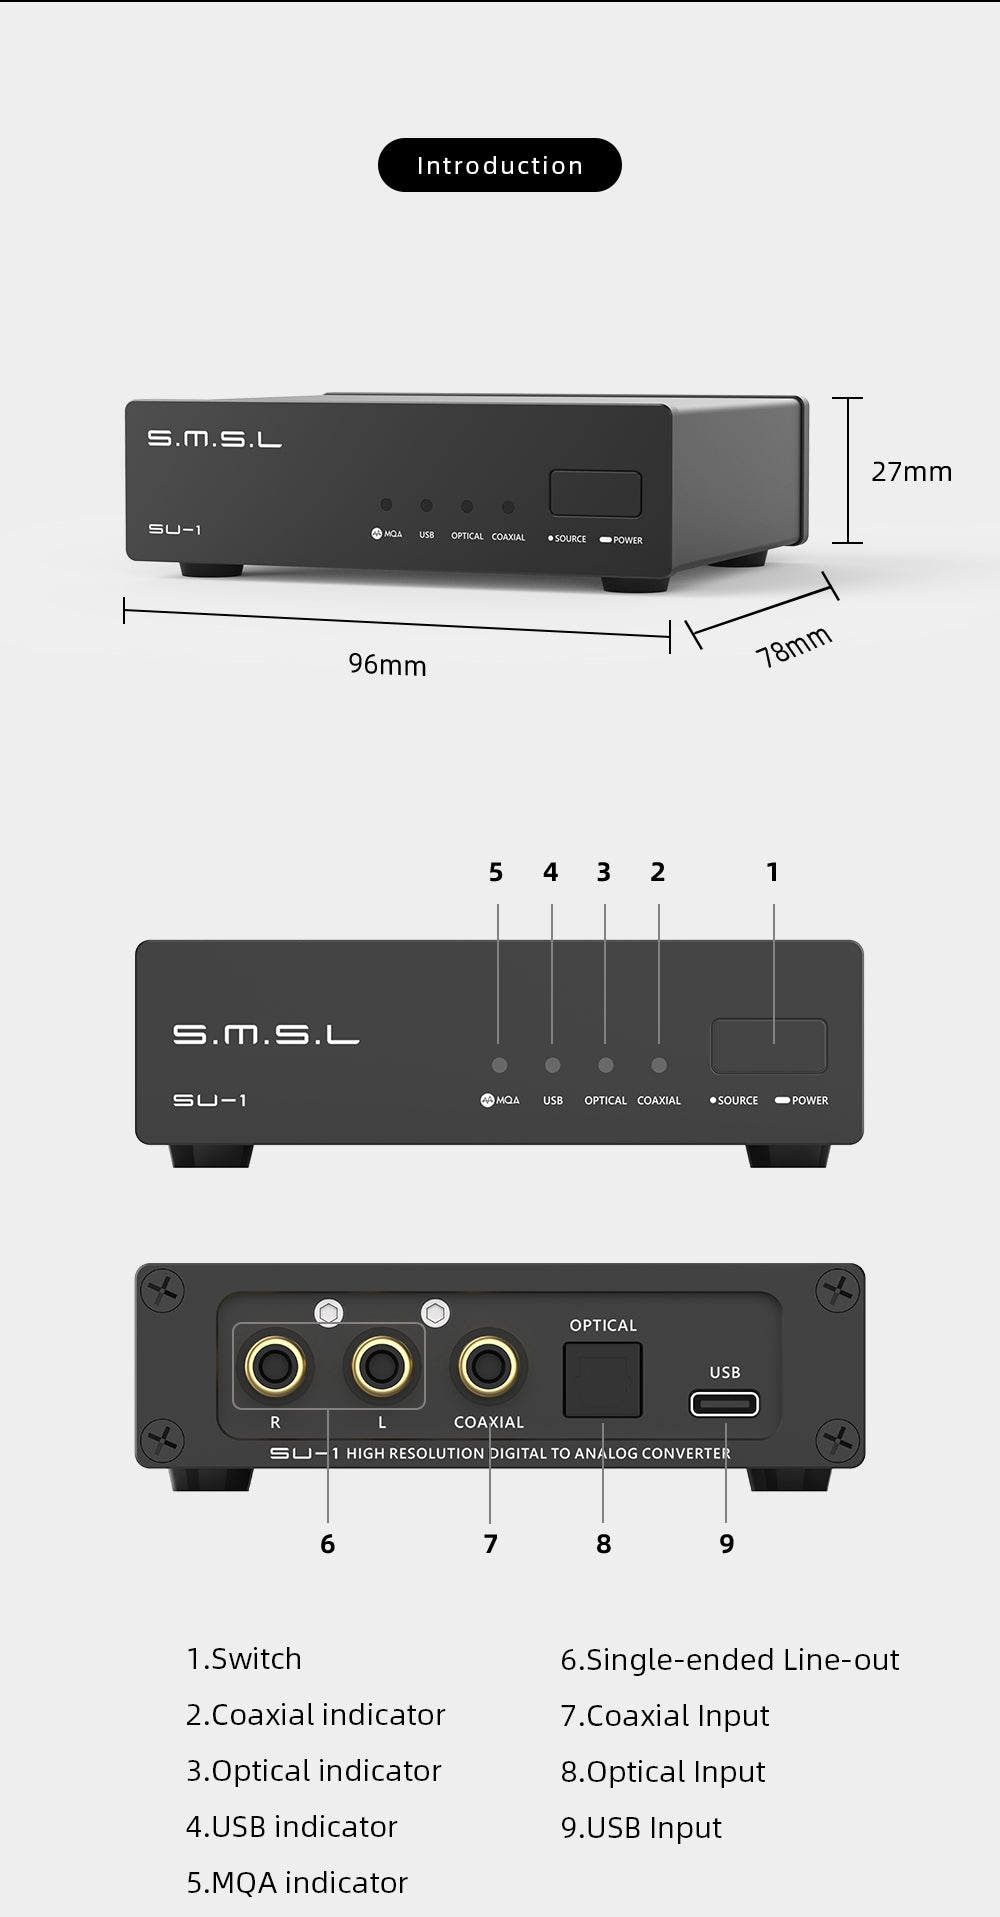 Introduction
S.M.S.L
SU-1
MQA USB OPTICAL COAXIAL SOURCE POWER
27mm
78mm
96mm
5 4 3 2 1
S.M.S.L
SU-1
MQA USB OPTICAL COAXIAL SOURCE POWER
OPTICAL
USB
R L COAXIAL
SU-1 HIGH RESOLUTION DIGITAL TO ANALOG CONVERTER
6 7 8 9
1.Switch
2.Coaxial indicator
3.Optical indicator
4.USB indicator
5.MQA indicator
6.Single-ended Line-out
7.Coaxial Input
8.Optical Input
9.USB Input